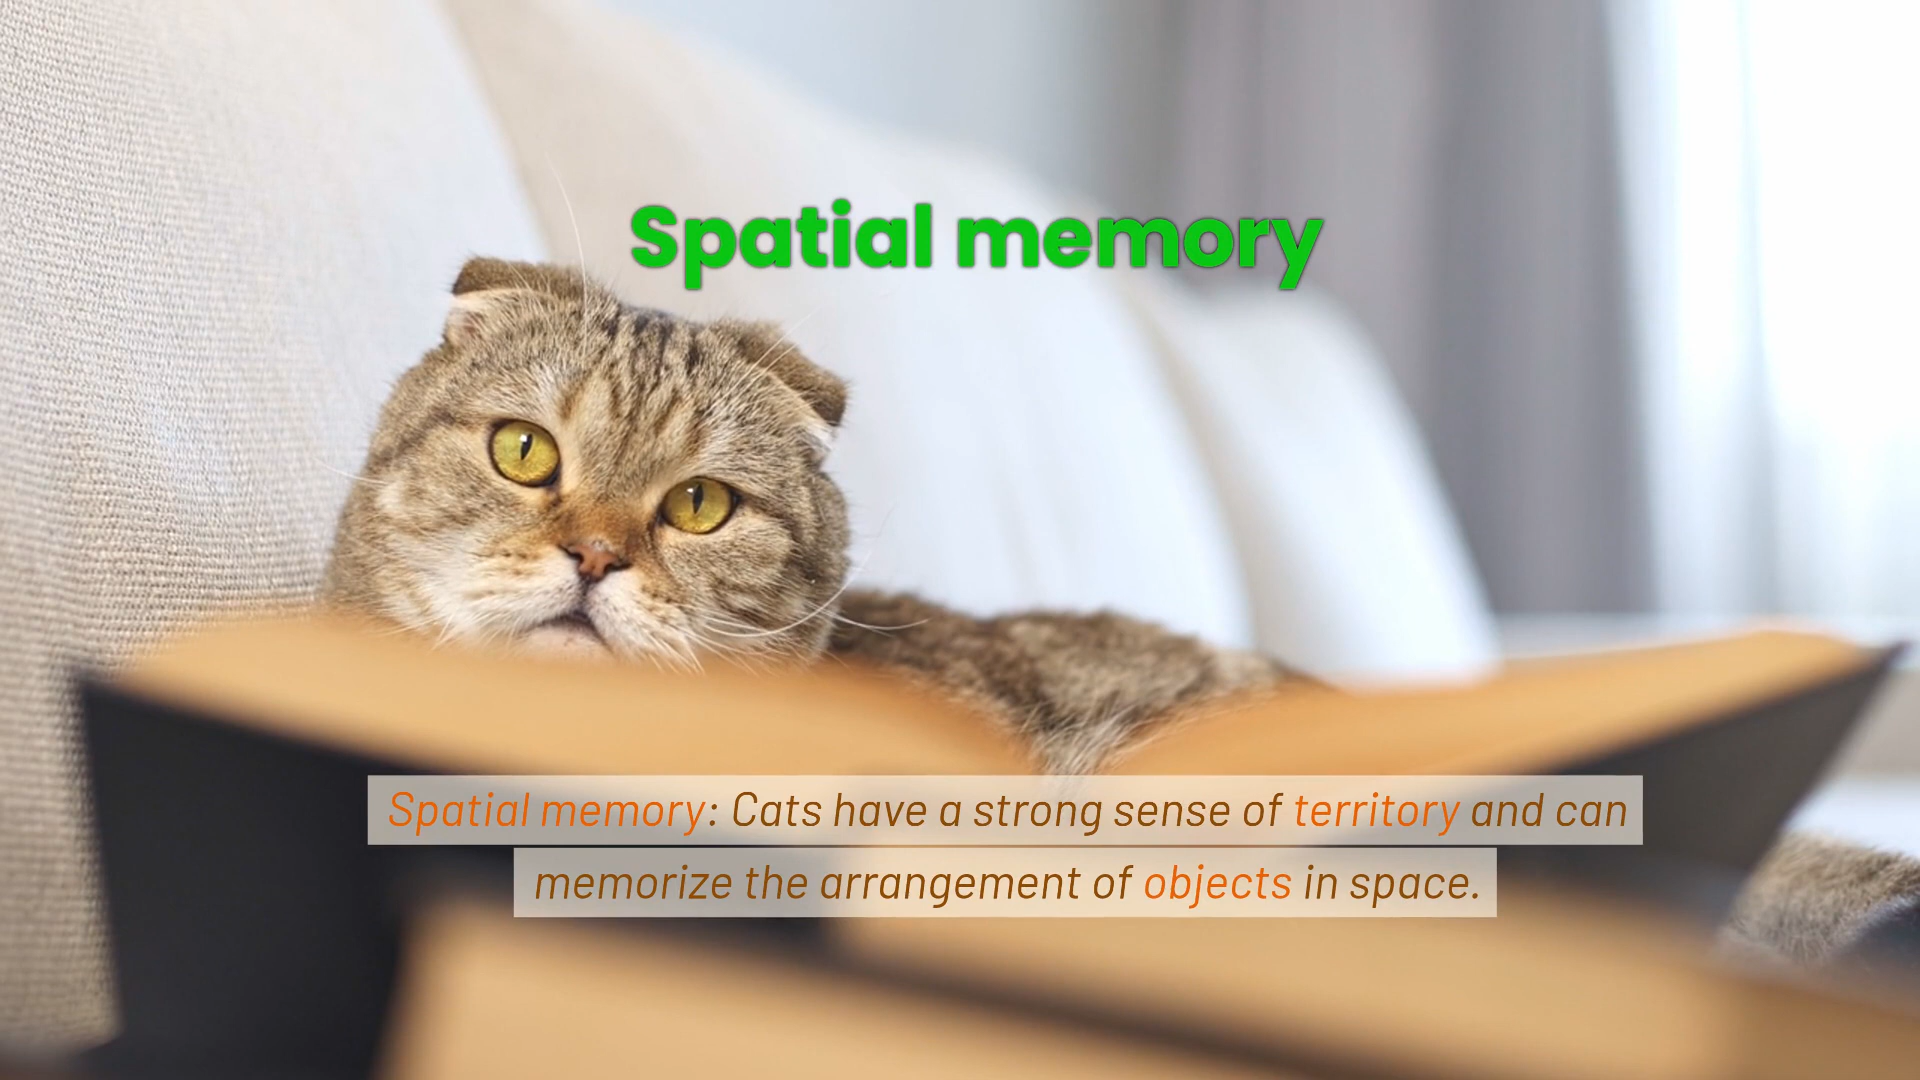 Spatial memory
Spatial memory: Cats have a strong sense of territory and can
memorize the arrangement of objects in space.